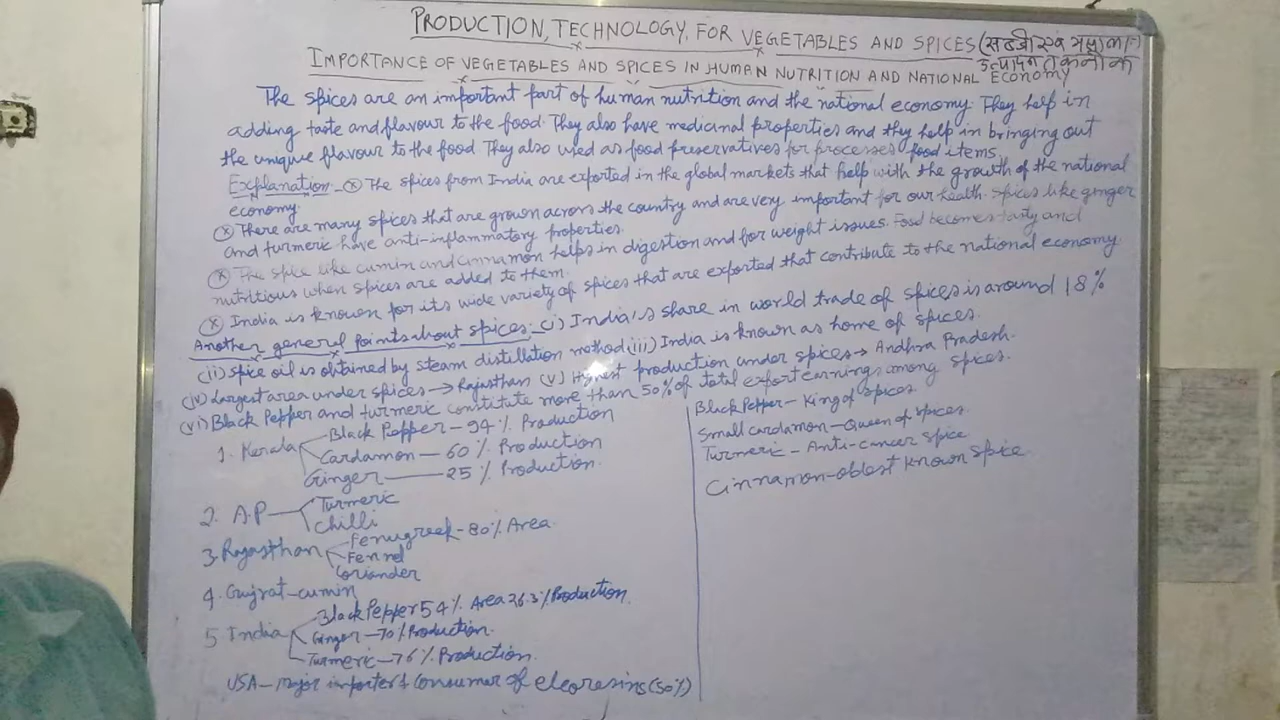 PRODUCTION TECHNOLOGY FOR VEGETABLES AND SPICES (सब्जी एवं मसालों का
उत्पादन तकनीक
IMPORTANCE OF VEGETABLES AND SPICES IN HUMAN NUTRITION AND NATIONAL ECONOMY
The spices are an important part of human nutrition and the national economy. They help in
adding taste and flavour to the food. They also have medicinal properties and they help in bringing out
the unique flavour to the food. They also used as food preservatives for processes food items.
Explanation - The spices from India are exported in the global markets that help with the growth of the national
economy.
There are many spices that are grown across the country and are very important for our health. Spices like ginger
and turmeric have anti-inflammatory properties.
The spice like cumin and cinnamon helps in digestion and for weight issues. Food becomes tasty and
nutritious when spices are added to them.
India is known for its wide variety of spices that are exported that contribute to the national economy.
Another general points about spices:- (i) India's share in world trade of spices is around 18%
(ii) Spice oil is obtained by steam distillation method (iii) India is known as home of spices.
(iv) Largest area under spices → Rajasthan (v) Highest production under spices → Andhra Pradesh.
(vi) Black Pepper and turmeric constitute more than 50% of total export earnings among spices.
1. Kerala
Black Pepper - 94% Production
Cardamon - 60% Production
Ginger - 25% Production.
2. A.P
Turmeric
Chilli
3. Rajasthan
Fenugreek - 80% Area
Fennel
Coriander
4. Gujrat - cumin
5 India
Black Pepper 54% Area 26.3% Production.
Ginger - 70% Production.
Turmeric - 76% Production.
USA - major importer & consumer of oleoresins (50%)
Black Pepper - King of spices.
Small cardamon - Queen of spices.
Turmeric - Anti-cancer spice
Cinnamon - oldest known spice